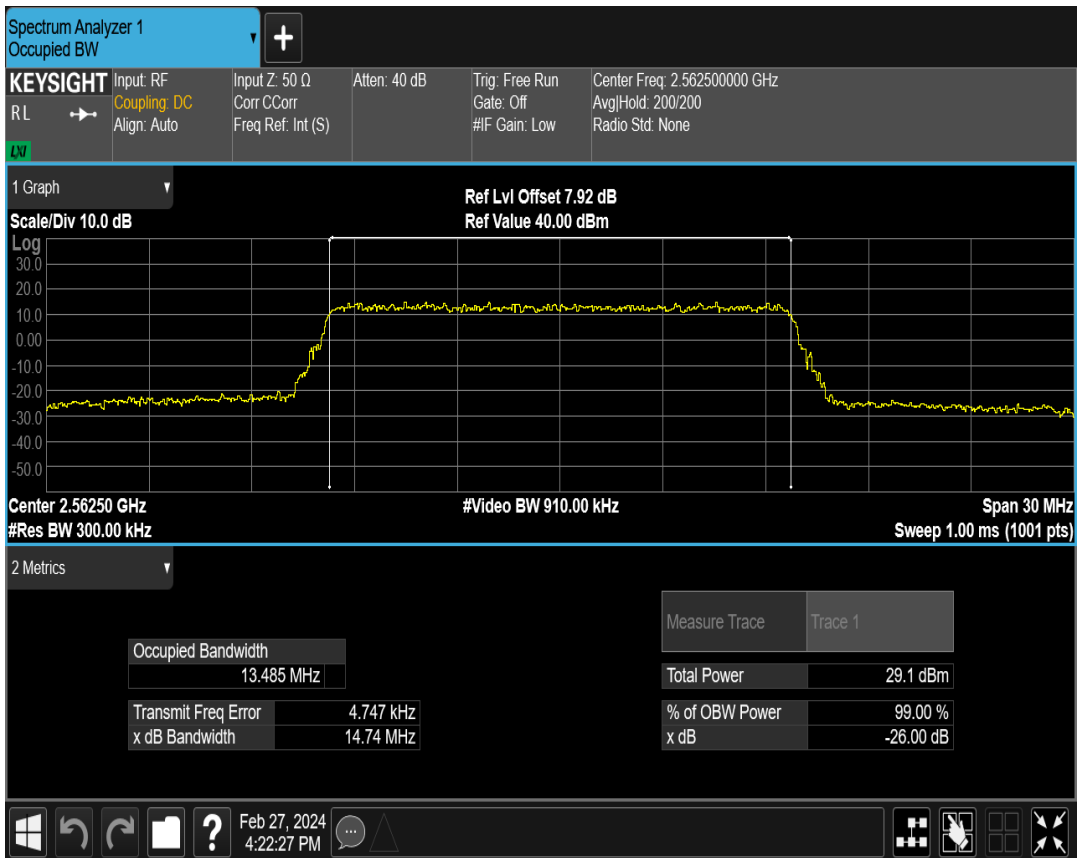 Spectrum Analyzer 1
Occupied BW
KEYSIGHT
R L
LXI
Input: RF
Coupling: DC
Align: Auto
Input Z: 50 Ω
Corr CCorr
Freq Ref: Int (S)
Atten: 40 dB
Trig: Free Run
Gate: Off
#IF Gain: Low
Center Freq: 2.562500000 GHz
Avg|Hold: 200/200
Radio Std: None
1 Graph
Scale/Div 10.0 dB
Ref Lvl Offset 7.92 dB
Ref Value 40.00 dBm
Log
30.0
20.0
10.0
0.00
-10.0
-20.0
-30.0
-40.0
-50.0
Center 2.56250 GHz
#Video BW 910.00 kHz
Span 30 MHz
#Res BW 300.00 kHz
Sweep 1.00 ms (1001 pts)
2 Metrics
Measure Trace Trace 1
Occupied Bandwidth
13.485 MHz
Total Power 29.1 dBm
Transmit Freq Error 4.747 kHz
% of OBW Power 99.00 %
x dB Bandwidth 14.74 MHz
x dB -26.00 dB
?
Feb 27, 2024
4:22:27 PM